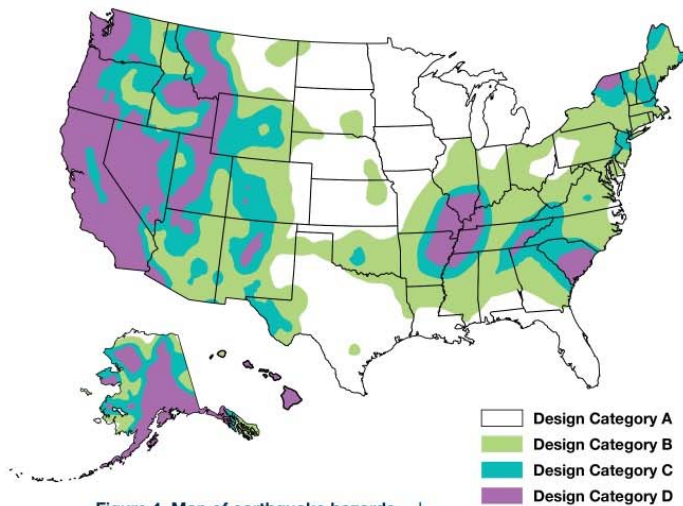 Design Category A
Design Category B
Design Category C
Design Category D
Figure 4. Map of earthquake hazards